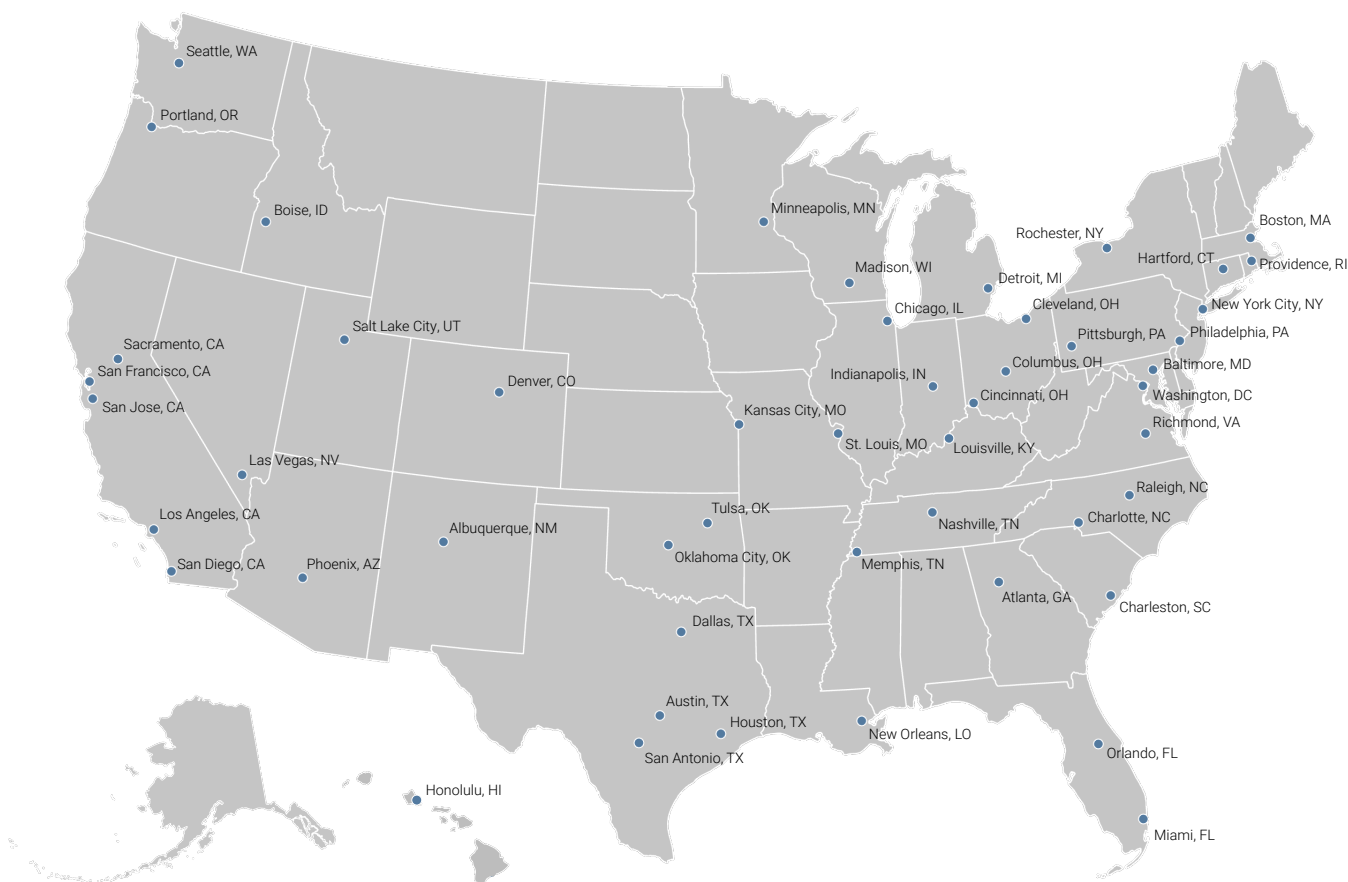 Seattle, WA
Portland, OR
Boise, ID
Minneapolis, MN
Boston, MA
Rochester, NY
Hartford, CT
Providence, RI
Madison, WI
Detroit, MI
Chicago, IL
Cleveland, OH
New York City, NY
Salt Lake City, UT
Pittsburgh, PA
Philadelphia, PA
Sacramento, CA
San Francisco, CA
San Jose, CA
Denver, CO
Indianapolis, IN
Columbus, OH
Baltimore, MD
Cincinnati, OH
Washington, DC
Kansas City, MO
St. Louis, MO
Louisville, KY
Richmond, VA
Las Vegas, NV
Raleigh, NC
Los Angeles, CA
Albuquerque, NM
Tulsa, OK
Nashville, TN
Charlotte, NC
San Diego, CA
Phoenix, AZ
Oklahoma City, OK
Memphis, TN
Atlanta, GA
Charleston, SC
Dallas, TX
Austin, TX
Houston, TX
New Orleans, LO
San Antonio, TX
Orlando, FL
Honolulu, HI
Miami, FL